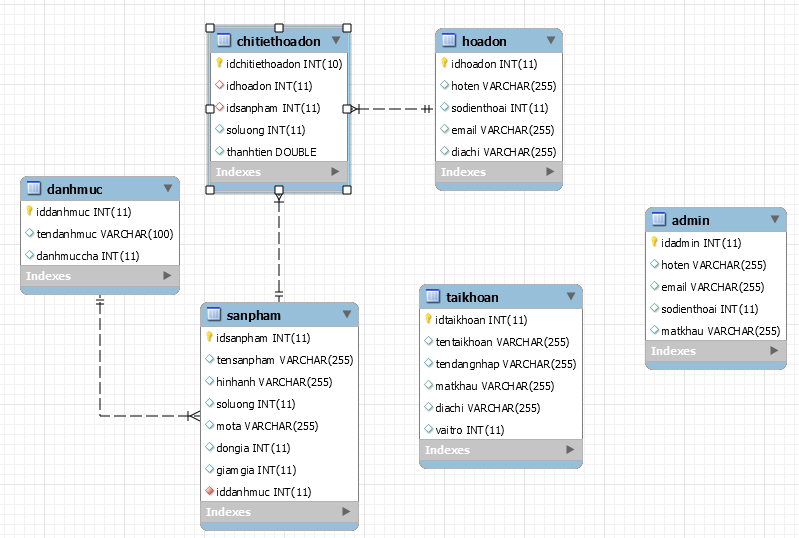 chitiethoadon
idchitiethoadon INT(10)
idhoadon INT(11)
idsanpham INT(11)
soluong INT(11)
thanhtien DOUBLE
Indexes
hoadon
idhoadon INT(11)
hoten VARCHAR(255)
sodienthoai INT(11)
email VARCHAR(255)
diachi VARCHAR(255)
Indexes
danhmuc
iddanhmuc INT(11)
tendanhmuc VARCHAR(100)
danhmuccha INT(11)
Indexes
admin
idadmin INT(11)
hoten VARCHAR(255)
email VARCHAR(255)
sodienthoai INT(11)
matkhau VARCHAR(255)
Indexes
sanpham
idsanpham INT(11)
tensanpham VARCHAR(255)
hinhanh VARCHAR(255)
soluong INT(11)
mota VARCHAR(255)
dongia INT(11)
giamgia INT(11)
iddanhmuc INT(11)
Indexes
taikhoan
idtaikhoan INT(11)
tentaikhoan VARCHAR(255)
tendangnhap VARCHAR(255)
matkhau VARCHAR(255)
diachi VARCHAR(255)
vaitro INT(11)
Indexes